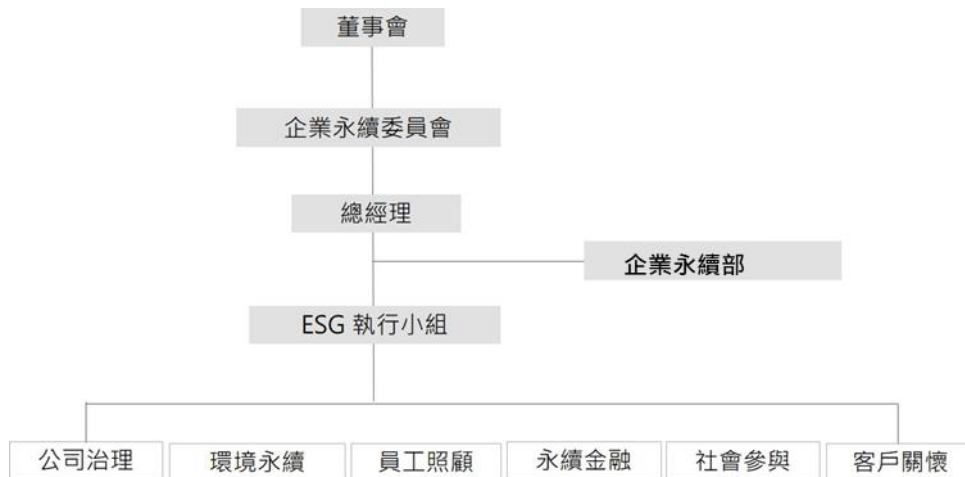 董事會
企業永續委員會
總經理
企業永續部
ESG 執行小組
公司治理
環境永續
員工照顧
永續金融
社會參與
客戶關懷